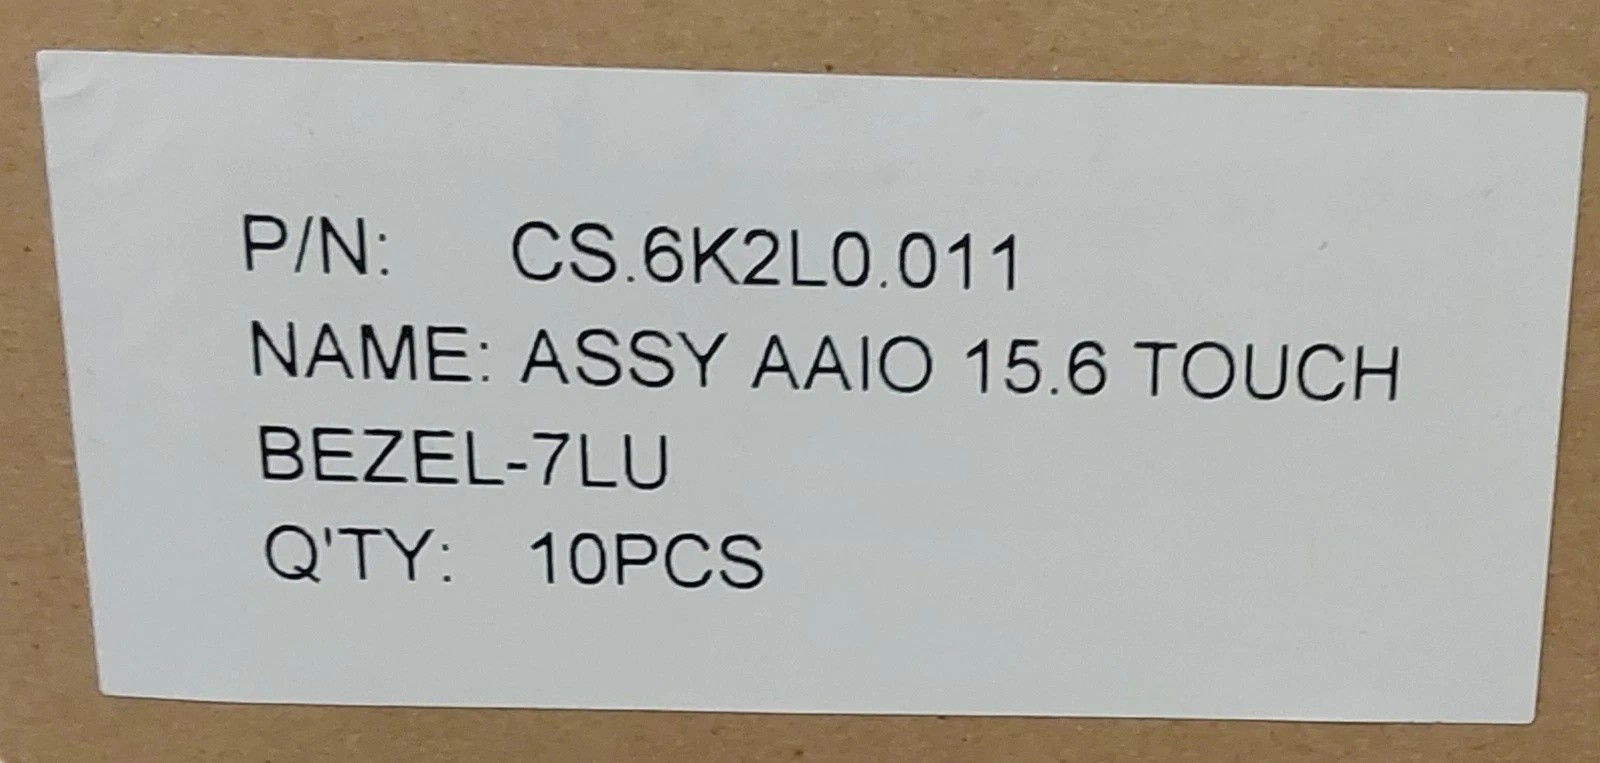 P/N: CS.6K2L0.011
NAME: ASSY AAIO 15.6 TOUCH
BEZEL-7LU
Q'TY: 10PCS